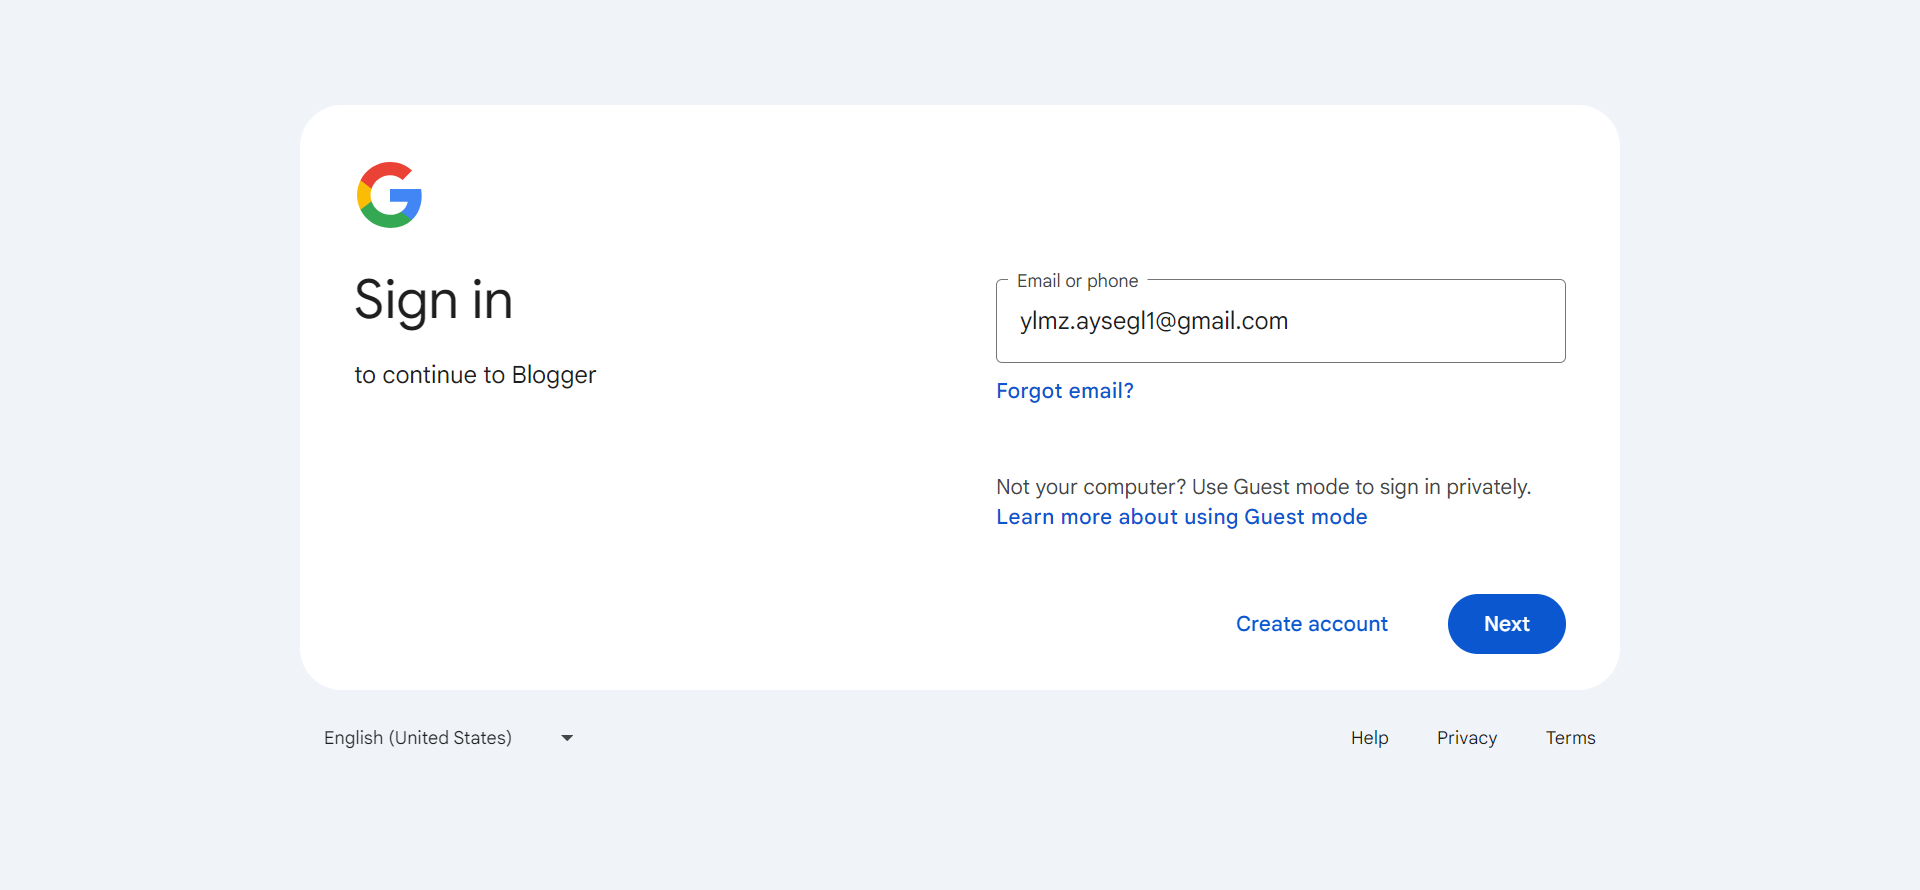 Sign in
to continue to Blogger
Email or phone
ylmz.aysegl1@gmail.com
Forgot email?
Not your computer? Use Guest mode to sign in privately.
Learn more about using Guest mode
Create account
Next
English (United States)
Help
Privacy
Terms